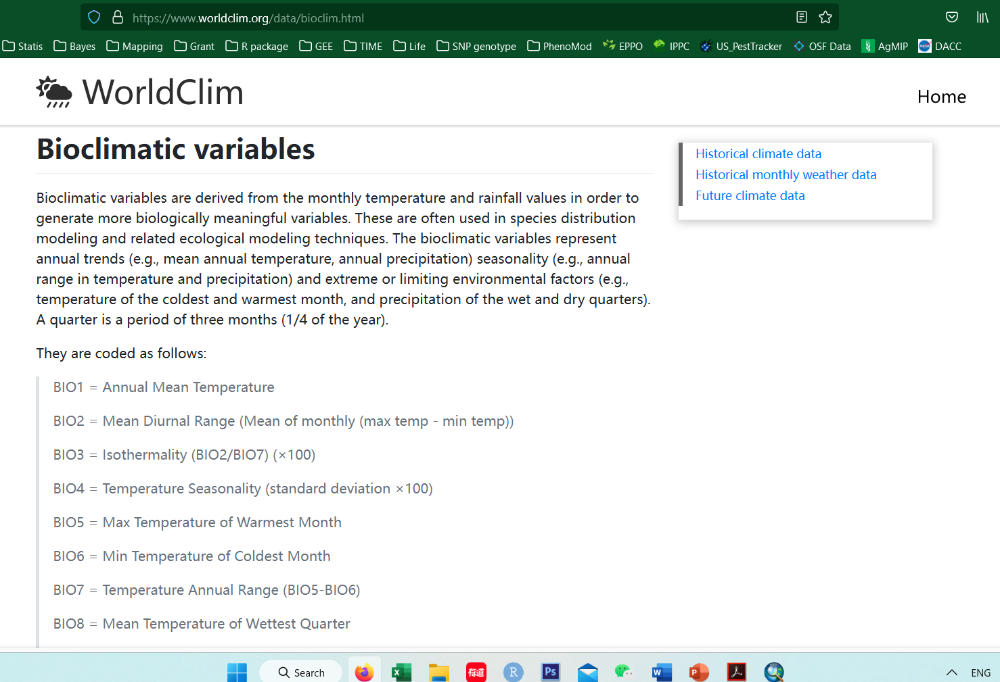 https://www.worldclim.org/data/bioclim.html
Statis Bayes Mapping Grant R package GEE TIME Life SNP genotype PhenoMod EPPO IPPC US_PestTracker OSF Data AgMIP DACC
WorldClim
Home
Bioclimatic variables
Historical climate data
Historical monthly weather data
Future climate data
Bioclimatic variables are derived from the monthly temperature and rainfall values in order to
generate more biologically meaningful variables. These are often used in species distribution
modeling and related ecological modeling techniques. The bioclimatic variables represent
annual trends (e.g., mean annual temperature, annual precipitation) seasonality (e.g., annual
range in temperature and precipitation) and extreme or limiting environmental factors (e.g.,
temperature of the coldest and warmest month, and precipitation of the wet and dry quarters).
A quarter is a period of three months (1/4 of the year).
They are coded as follows:
BIO1 = Annual Mean Temperature
BIO2 = Mean Diurnal Range (Mean of monthly (max temp - min temp))
BIO3 = Isothermality (BIO2/BIO7) (×100)
BIO4 = Temperature Seasonality (standard deviation ×100)
BIO5 = Max Temperature of Warmest Month
BIO6 = Min Temperature of Coldest Month
BIO7 = Temperature Annual Range (BIO5-BIO6)
BIO8 = Mean Temperature of Wettest Quarter
Search X 有道 R Ps W P ENG